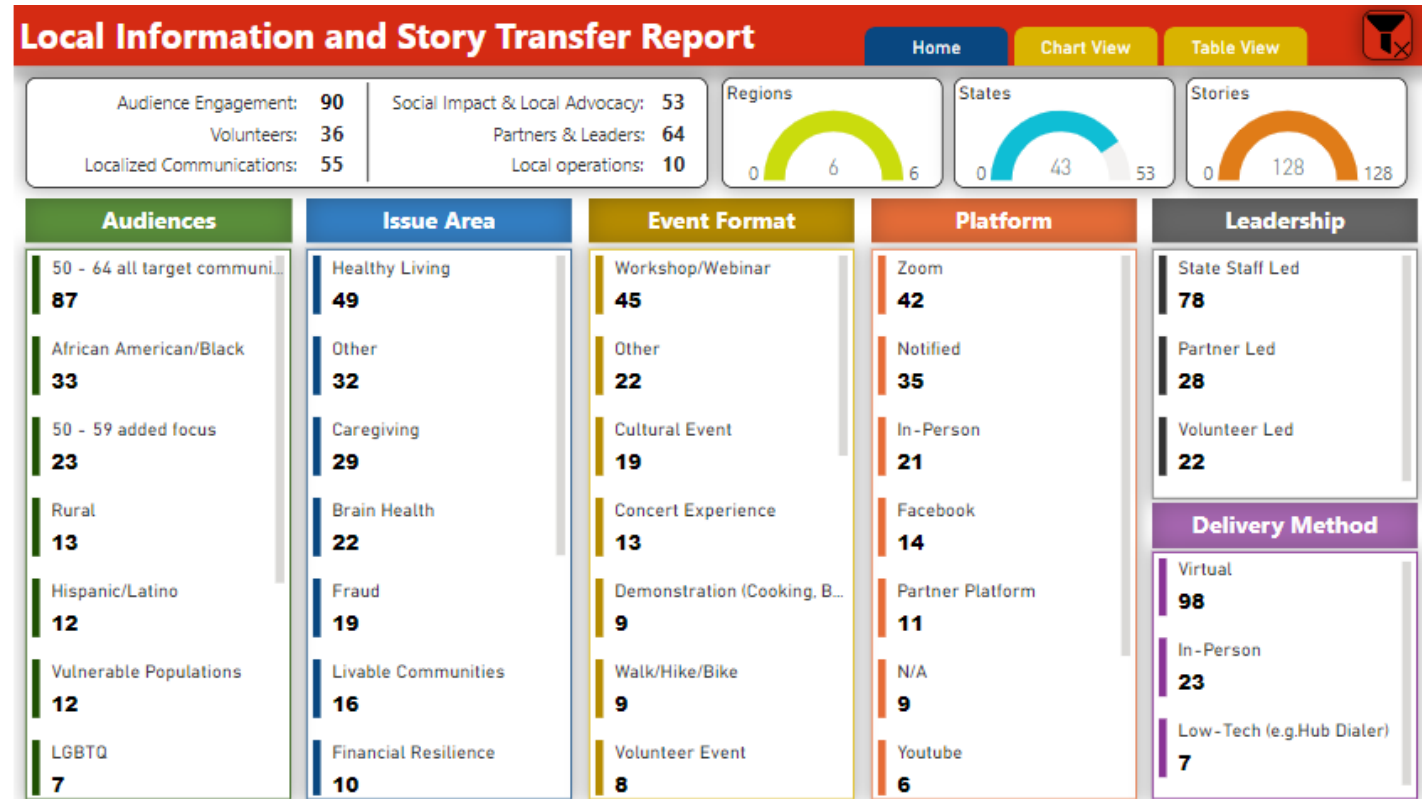 Local Information and Story Transfer Report
Home
Chart View
Table View
Audience Engagement: 90
Volunteers: 36
Localized Communications: 55
Social Impact & Local Advocacy: 53
Partners & Leaders: 64
Local operations: 10
Regions
0 6 6
States
0 43 53
Stories
0 128 128
Audiences
50 - 64 all target communi...
87
African American/Black
33
50 - 59 added focus
23
Rural
13
Hispanic/Latino
12
Vulnerable Populations
12
LGBTQ
7
Issue Area
Healthy Living
49
Other
32
Caregiving
29
Brain Health
22
Fraud
19
Livable Communities
16
Financial Resilience
10
Event Format
Workshop/Webinar
45
Other
22
Cultural Event
19
Concert Experience
13
Demonstration (Cooking, B...
9
Walk/Hike/Bike
9
Volunteer Event
8
Platform
Zoom
42
Notified
35
In-Person
21
Facebook
14
Partner Platform
11
N/A
9
Youtube
6
Leadership
State Staff Led
78
Partner Led
28
Volunteer Led
22
Delivery Method
Virtual
98
In-Person
23
Low-Tech (e.g.Hub Dialer)
7